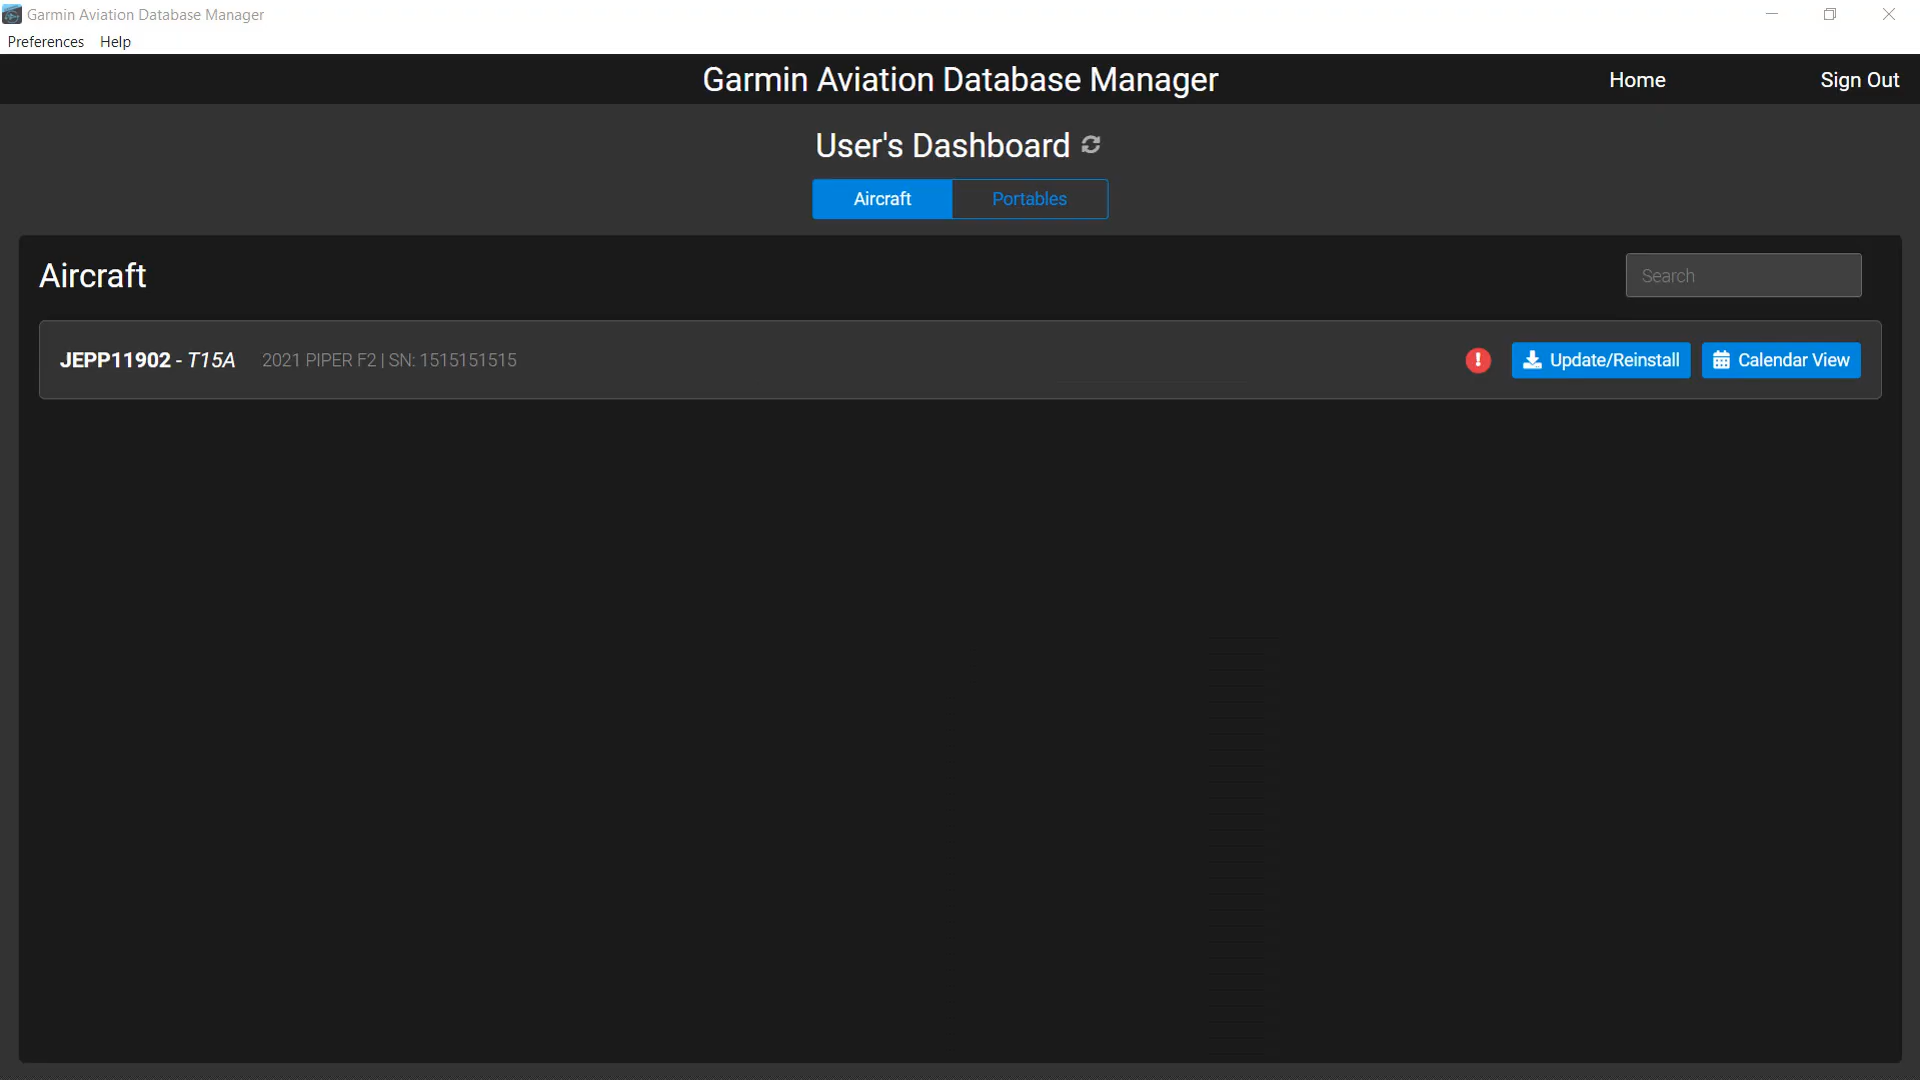 Garmin Aviation Database Manager
Preferences Help
Garmin Aviation Database Manager
Home
Sign Out
User's Dashboard
Aircraft
Portables
Aircraft
Search
JEPP11902 - T15A 2021 PIPER F2 | SN: 1515151515
! Update/Reinstall Calendar View